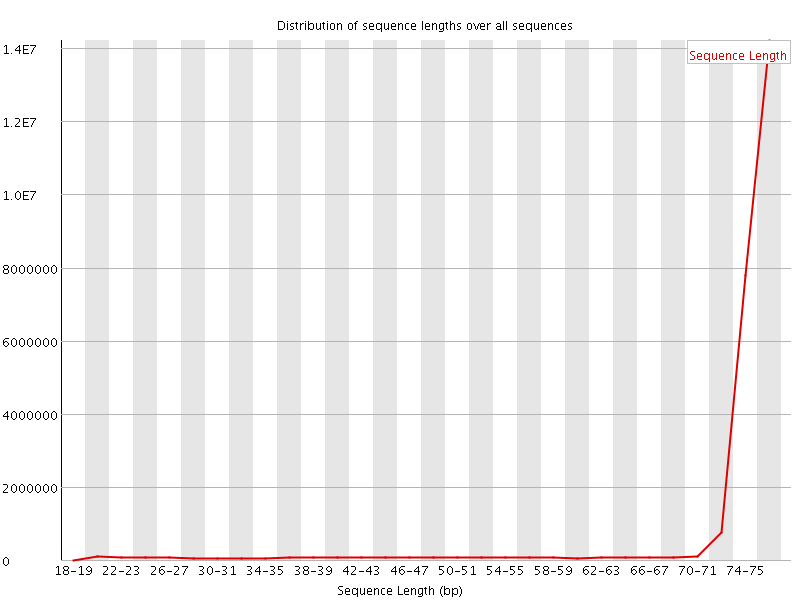 Distribution of sequence lengths over all sequences
Sequence Length
1.4E7
1.2E7
1.0E7
8000000
6000000
4000000
2000000
0
18-19 22-23 26-27 30-31 34-35 38-39 42-43 46-47 50-51 54-55 58-59 62-63 66-67 70-71 74-75
Sequence Length (bp)